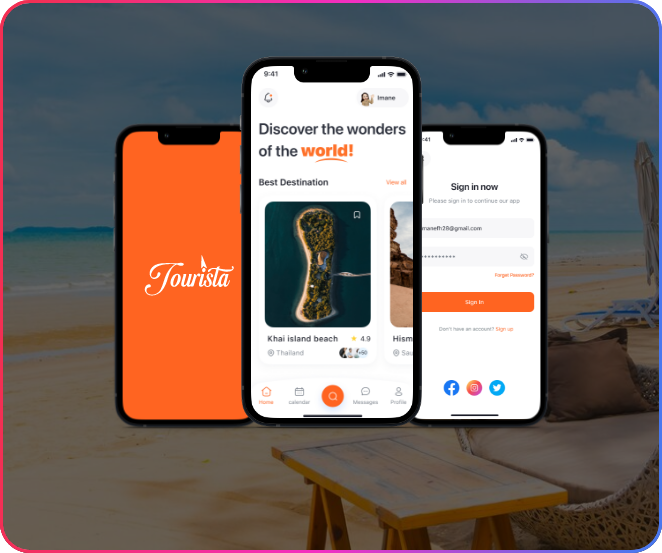 Tourista
9:41
Imane
Discover the wonders
of the world!
Best Destination
View all
Khai island beach
4.9
Thailand
+50
Hism
Sau
Home
calendar
Messages
Profile
:41
Sign in now
Please sign in to continue our app
manefh28@gmail.com
Forget Password?
Sign In
Don't have an account? Sign up